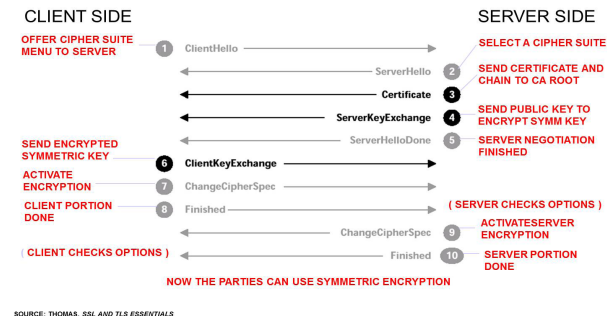 CLIENT SIDE
SERVER SIDE
OFFER CIPHER SUITE
MENU TO SERVER
1 ClientHello
SELECT A CIPHER SUITE
ServerHello 2
SEND CERTIFICATE AND
CHAIN TO CA ROOT
Certificate 3
SEND PUBLIC KEY TO
ENCRYPT SYMM KEY
ServerKeyExchange 4
ServerHelloDone 5
SERVER NEGOTIATION
FINISHED
SEND ENCRYPTED
SYMMETRIC KEY
6 ClientKeyExchange
ACTIVATE
ENCRYPTION
7 ChangeCipherSpec
CLIENT PORTION
DONE
8 Finished
( SERVER CHECKS OPTIONS )
ChangeCipherSpec 9
ACTIVATESERVER
ENCRYPTION
( CLIENT CHECKS OPTIONS )
Finished 10
SERVER PORTION
DONE
NOW THE PARTIES CAN USE SYMMETRIC ENCRYPTION
SOURCE: THOMAS, SSL AND TLS ESSENTIALS